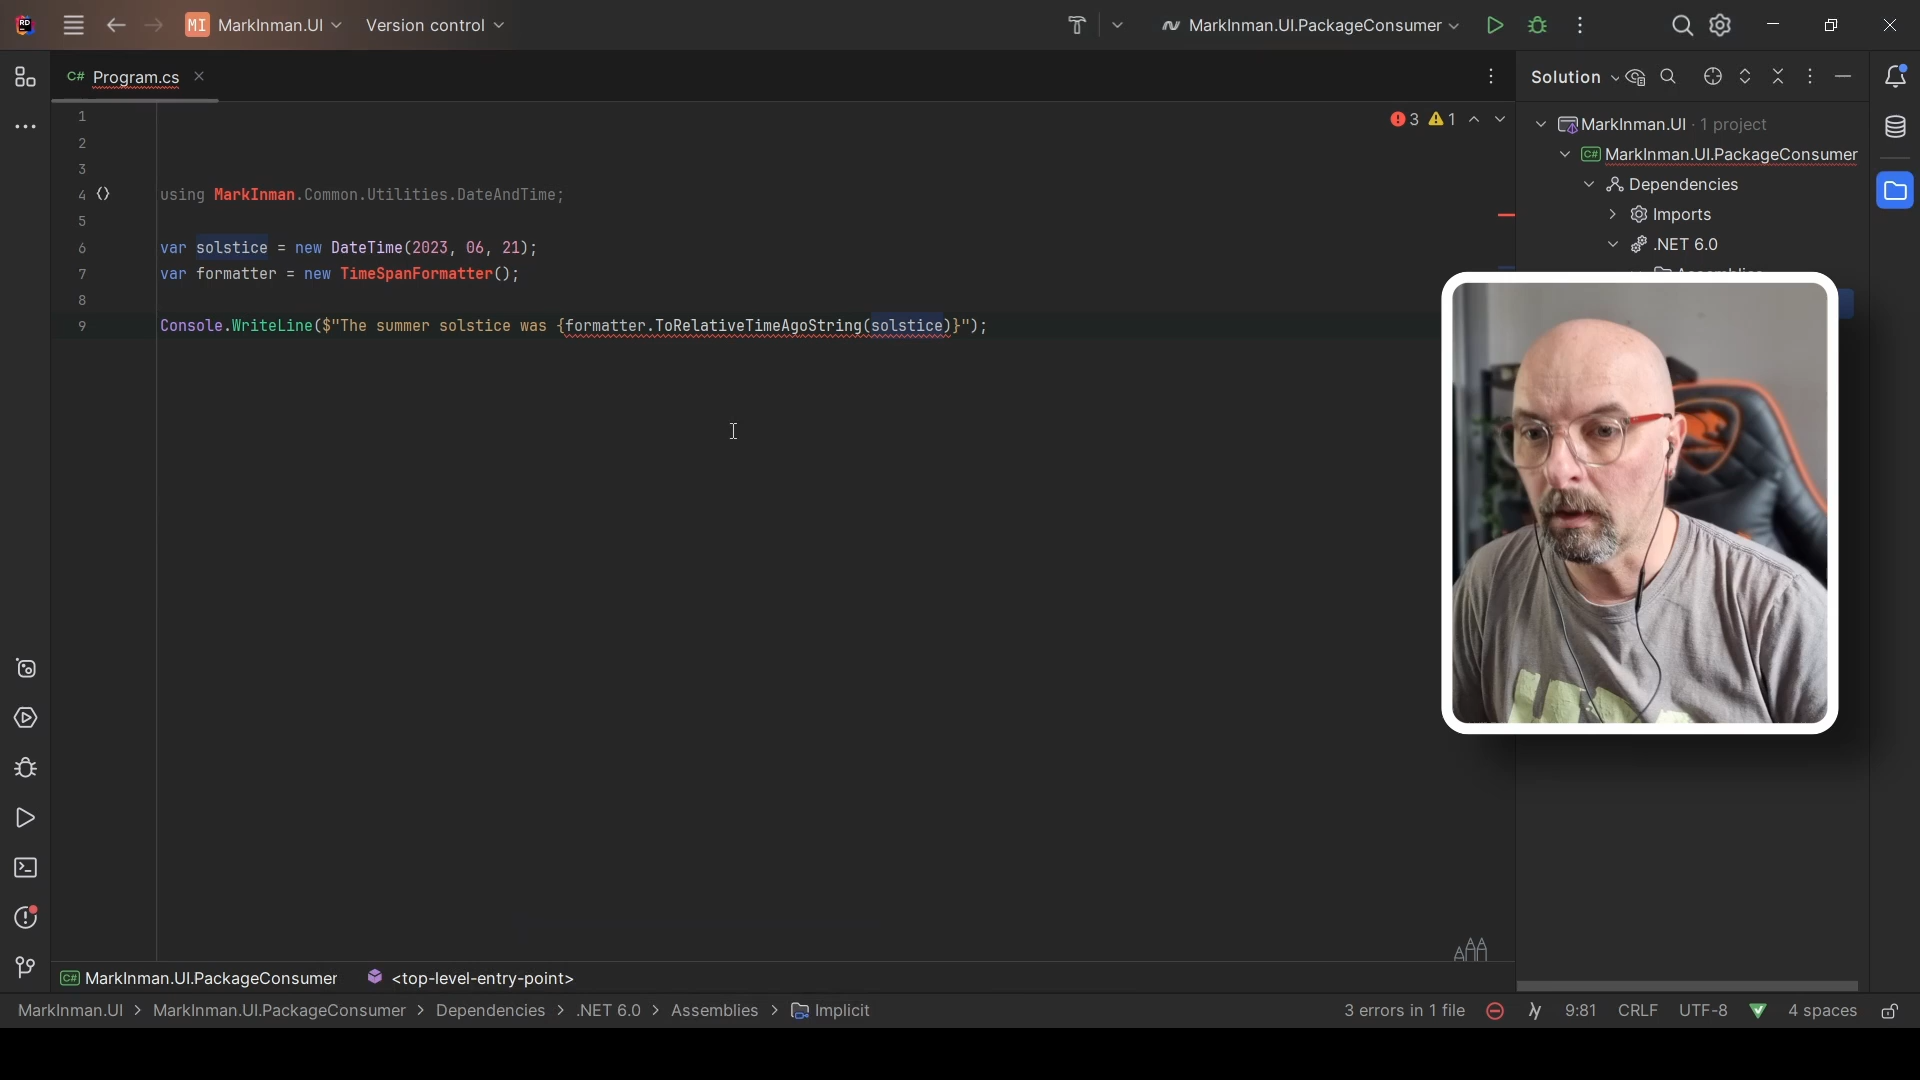 MI MarkInman.UI Version control MarkInman.UI.PackageConsumer
C# Program.cs
Solution
3 1
1
2
3
4 using MarkInman.Common.Utilities.DateAndTime;
5
6 var solstice = new DateTime(2023, 06, 21);
7 var formatter = new TimeSpanFormatter();
8
9 Console.WriteLine($"The summer solstice was {formatter.ToRelativeTimeAgoString(solstice)}");
MarkInman.UI · 1 project
C# MarkInman.UI.PackageConsumer
Dependencies
Imports
.NET 6.0
C# MarkInman.UI.PackageConsumer <top-level-entry-point>
MarkInman.UI > MarkInman.UI.PackageConsumer > Dependencies > .NET 6.0 > Assemblies > Implicit
3 errors in 1 file 9:81 CRLF UTF-8 4 spaces